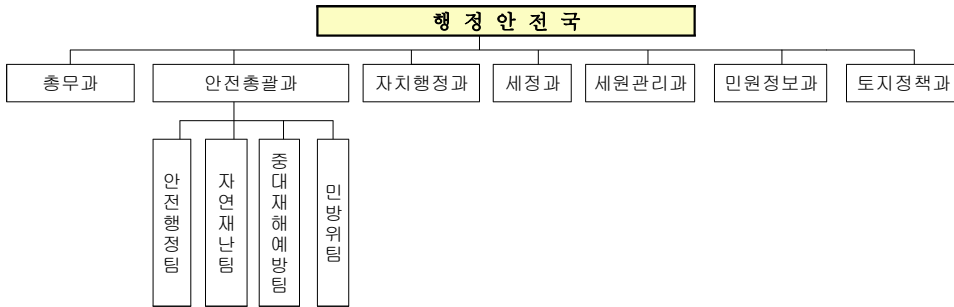 행 정 안 전 국
총무과
안전총괄과
자치행정과
세정과
세원관리과
민원정보과
토지정책과
안전행정팀
자연재난팀
중대재해예방팀
민방위팀